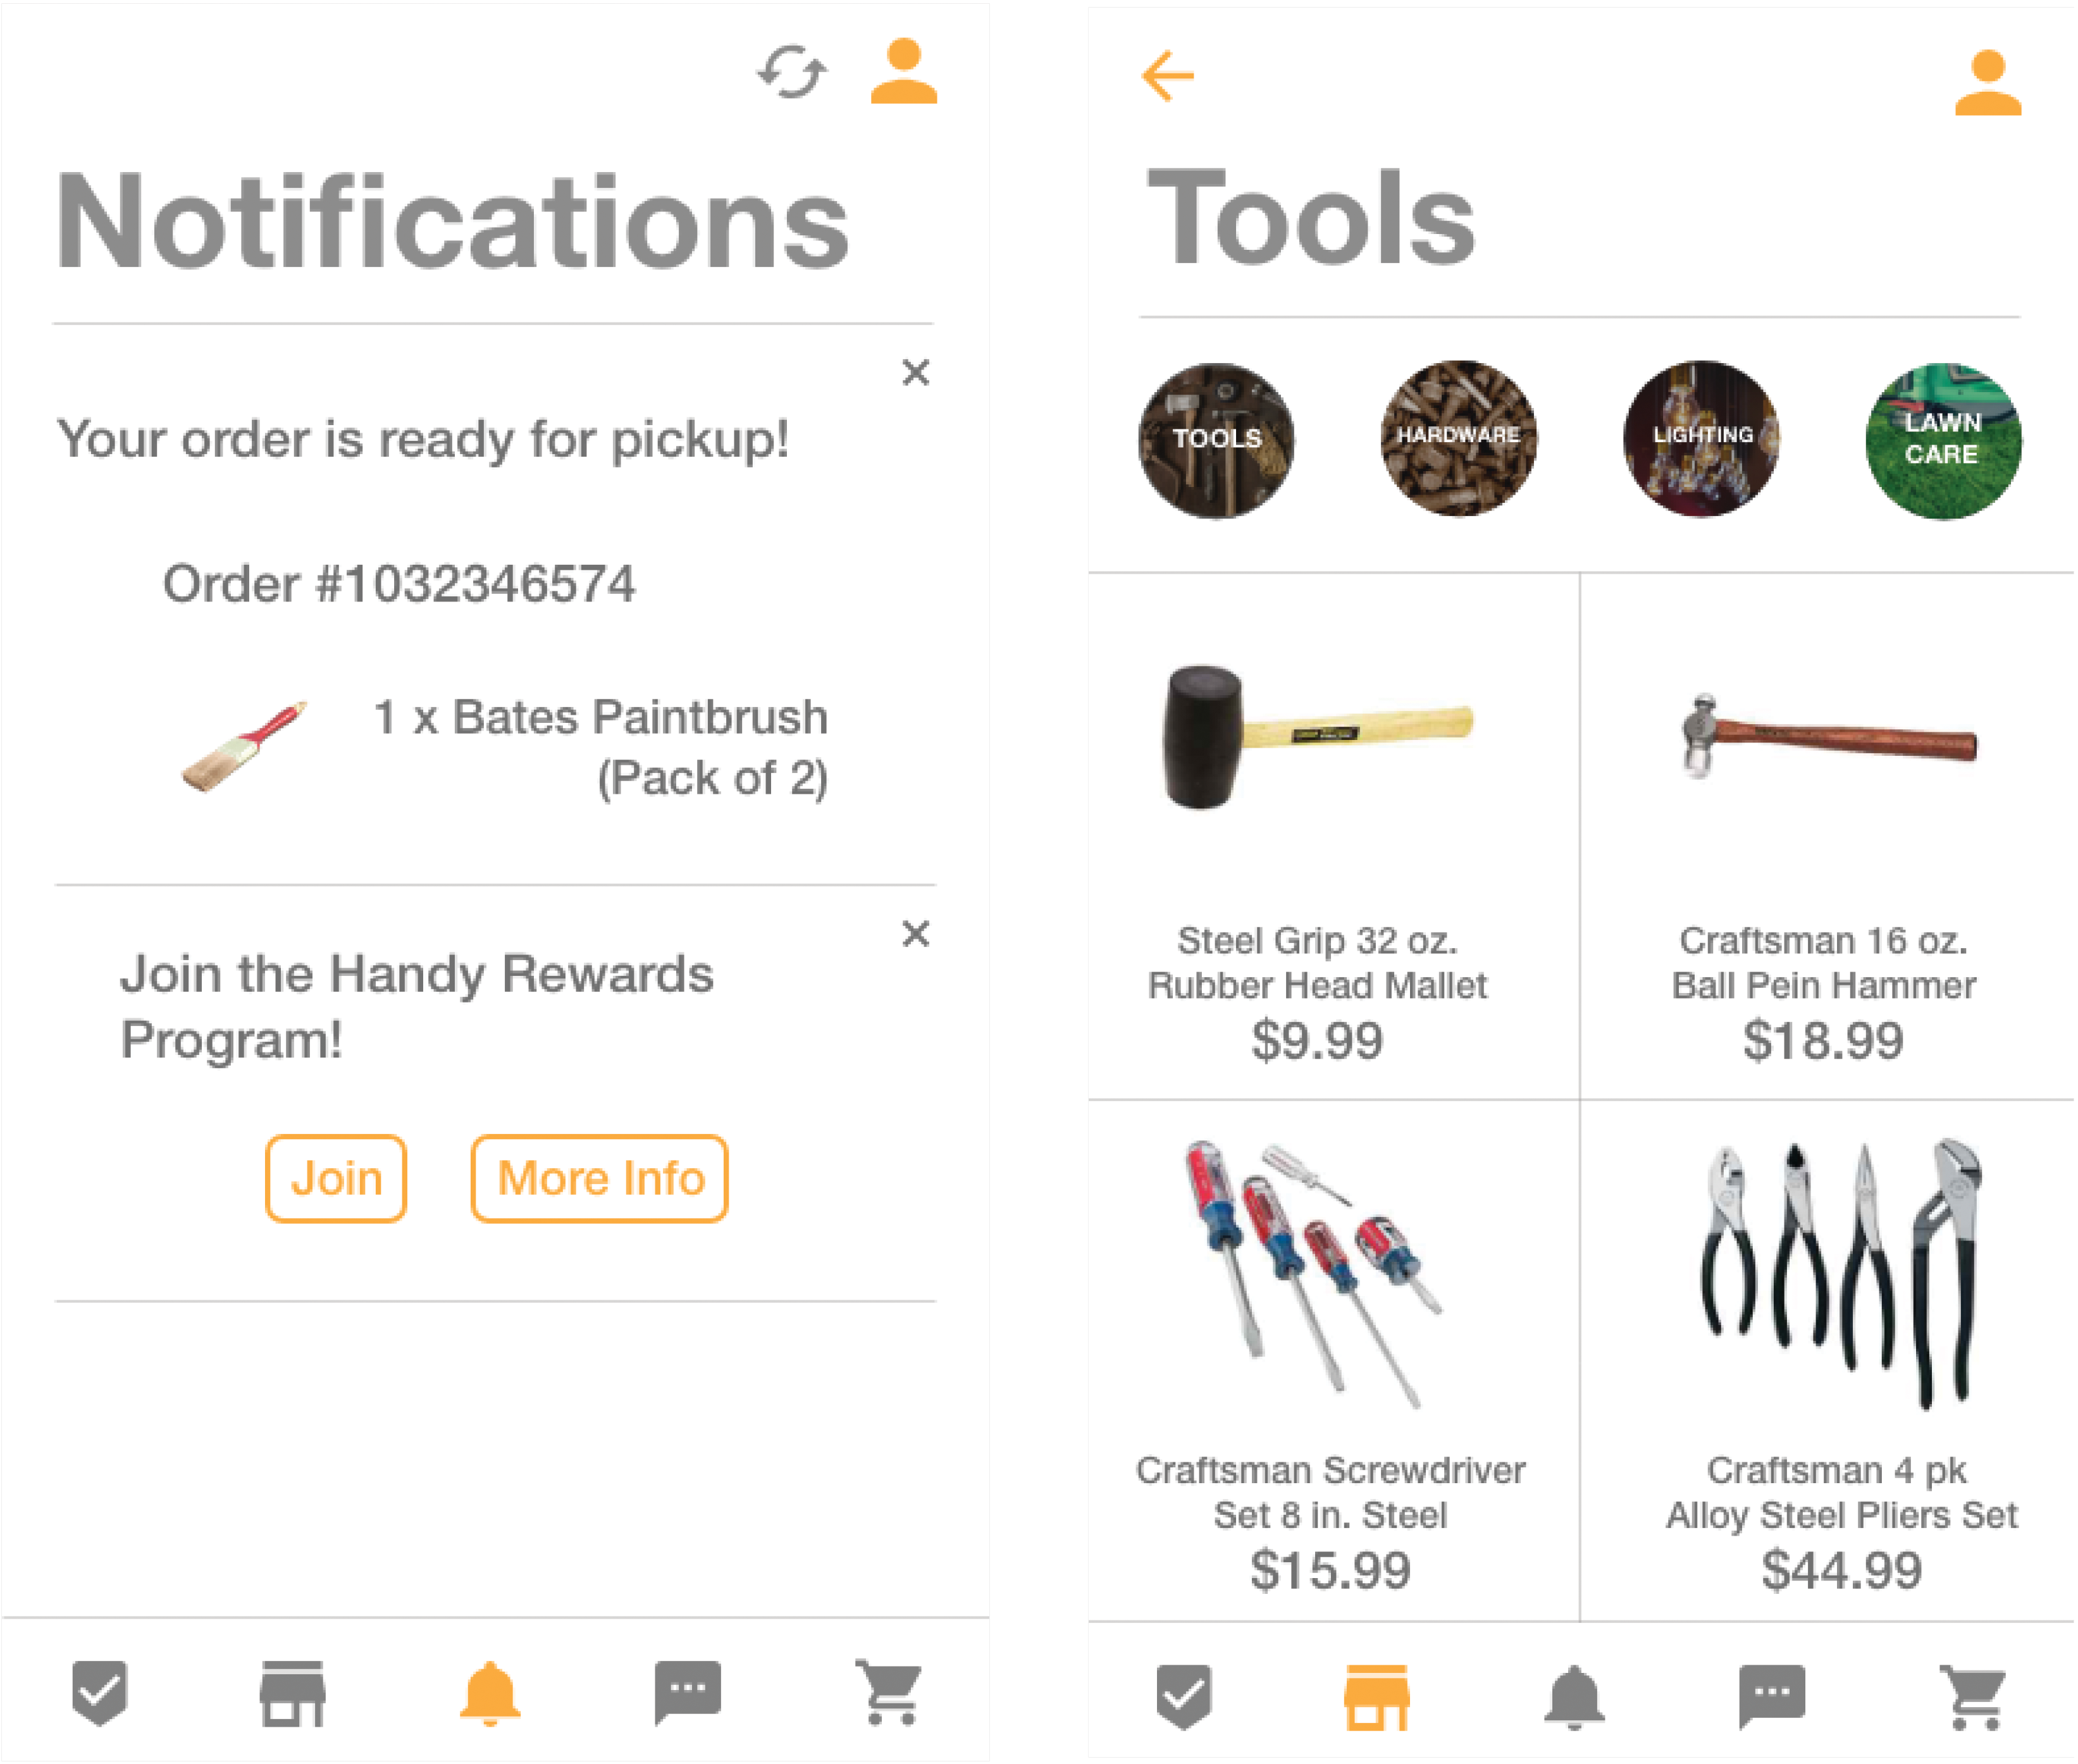 Notifications
Your order is ready for pickup!
Order #1032346574
1 x Bates Paintbrush
(Pack of 2)
Join the Handy Rewards
Program!
Join
More Info
Tools
TOOLS
HARDWARE
LIGHTING
LAWN
CARE
Steel Grip 32 oz.
Rubber Head Mallet
$9.99
Craftsman 16 oz.
Ball Pein Hammer
$18.99
Craftsman Screwdriver
Set 8 in. Steel
$15.99
Craftsman 4 pk
Alloy Steel Pliers Set
$44.99